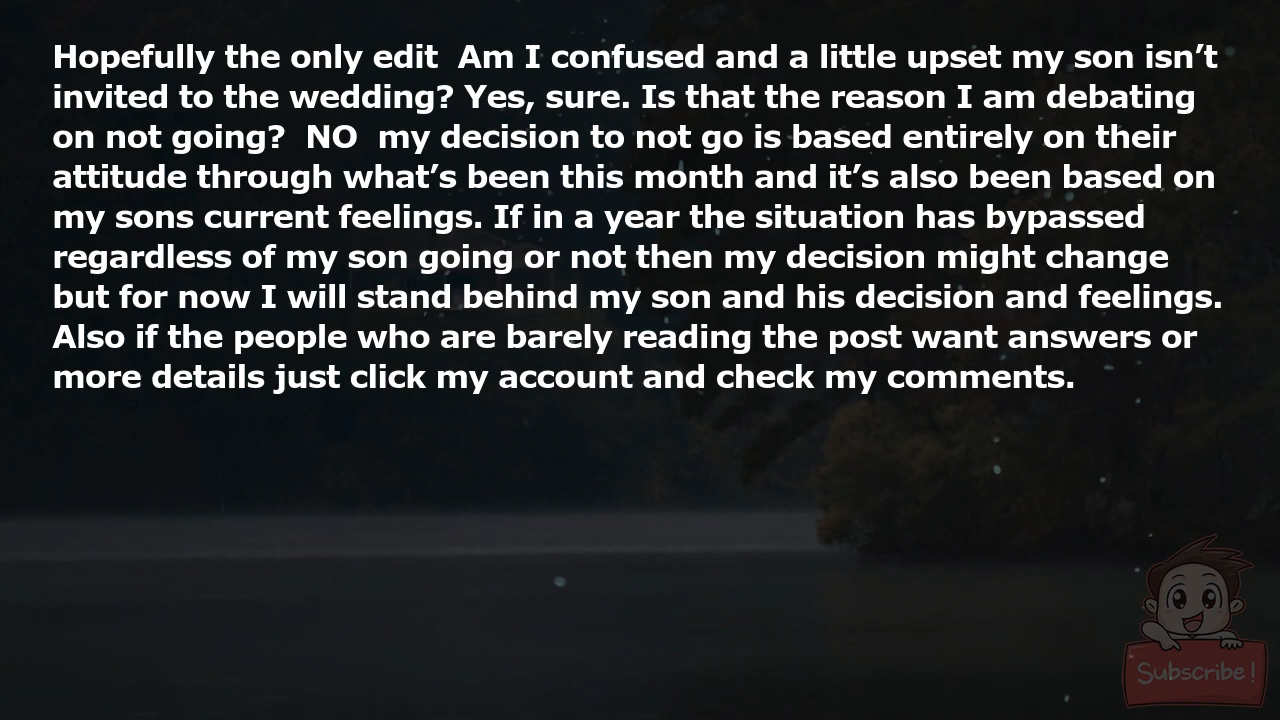 Hopefully the only edit  Am I confused and a little upset my son isn’t
invited to the wedding? Yes, sure. Is that the reason I am debating
on not going?  NO  my decision to not go is based entirely on their
attitude through what’s been this month and it’s also been based on
my sons current feelings. If in a year the situation has bypassed
regardless of my son going or not then my decision might change
but for now I will stand behind my son and his decision and feelings.
Also if the people who are barely reading the post want answers or
more details just click my account and check my comments.
Subscribe!